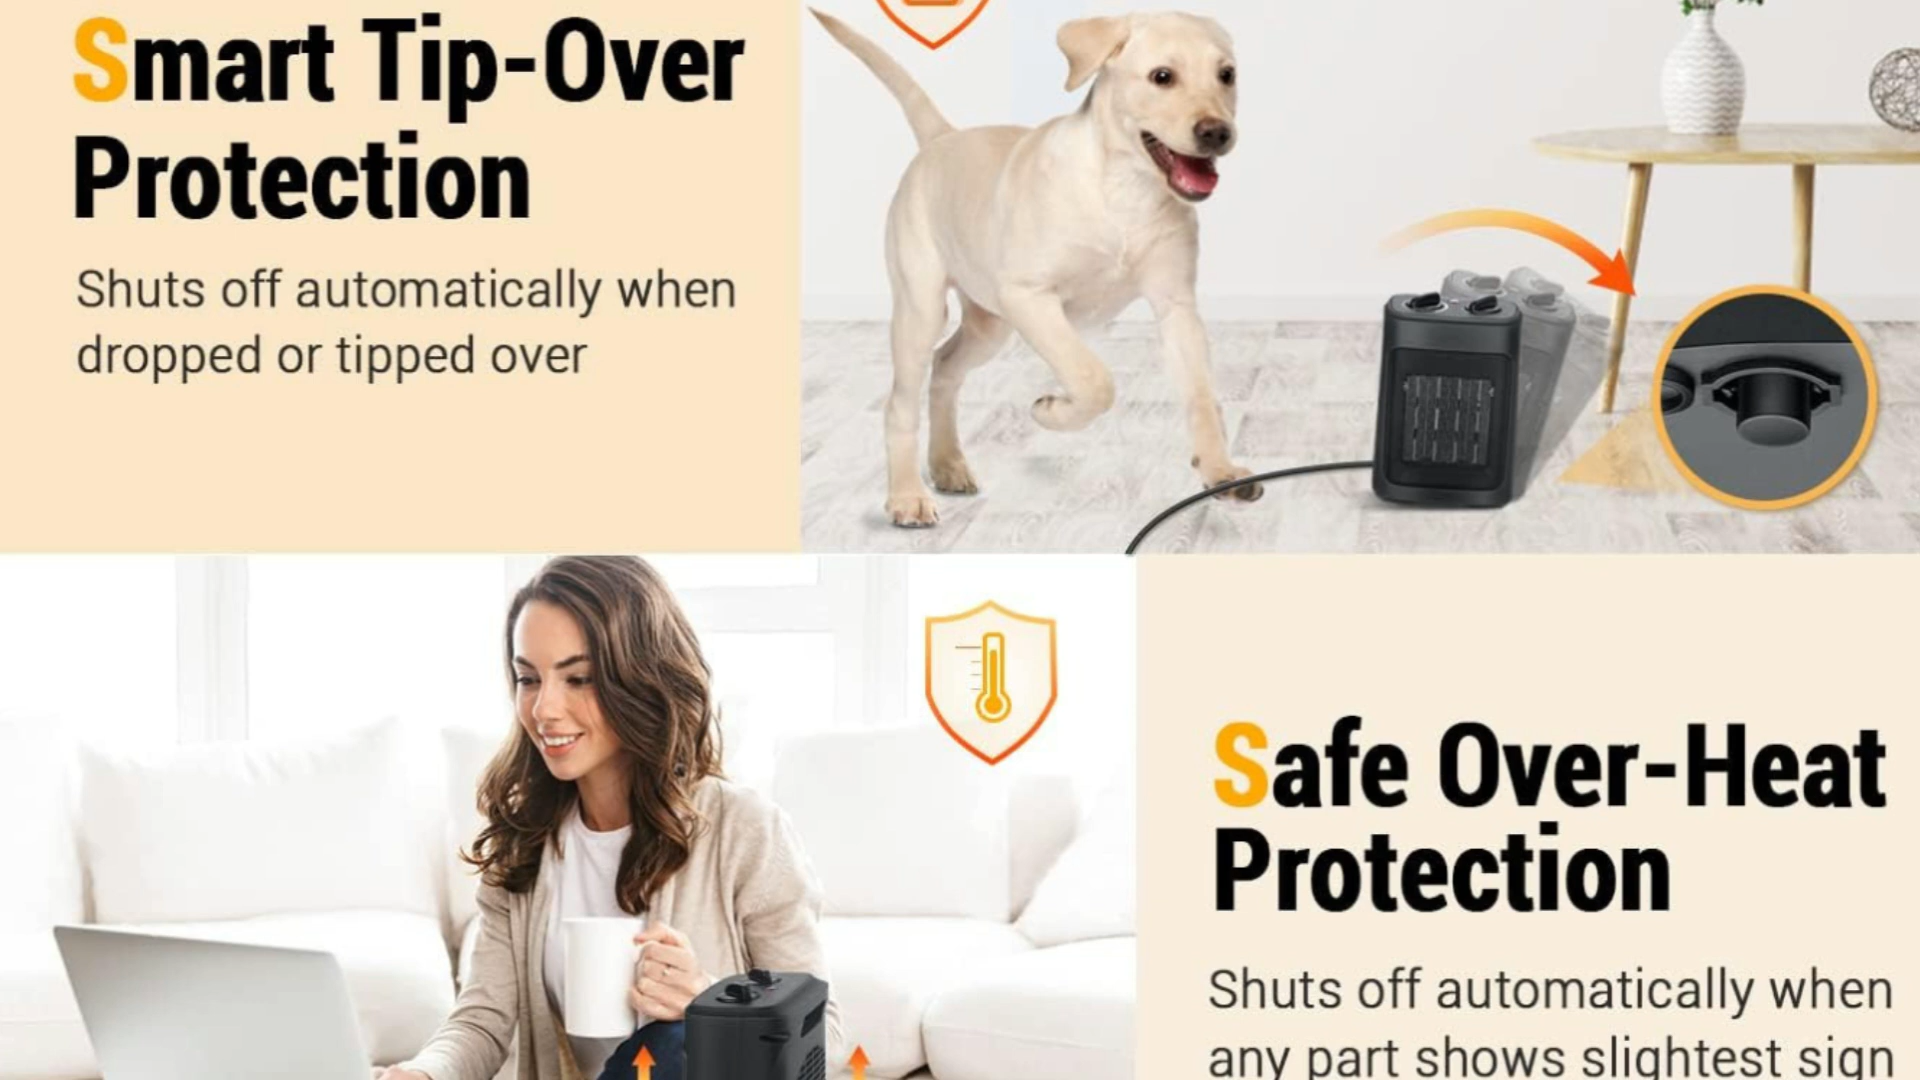 Smart Tip-Over
Protection
Shuts off automatically when
dropped or tipped over
Safe Over-Heat
Protection
Shuts off automatically when
any part shows slightest sign